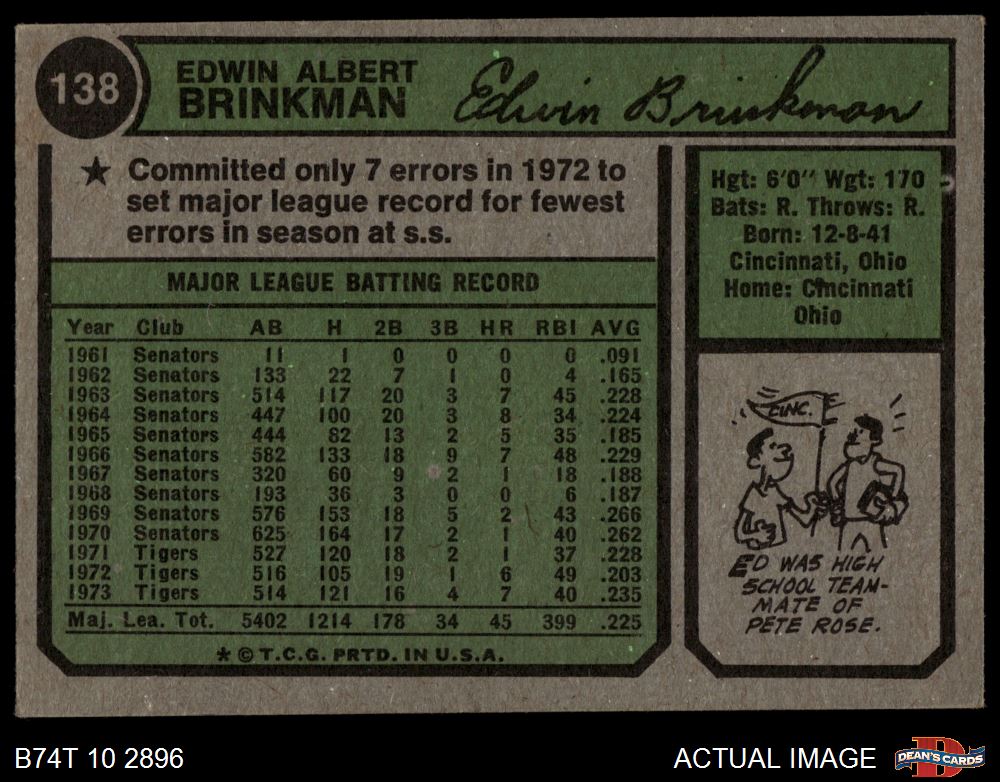 138
EDWIN ALBERT
BRINKMAN
Edwin Brinkman
★ Committed only 7 errors in 1972 to
set major league record for fewest
errors in season at s.s.
MAJOR LEAGUE BATTING RECORD
Year Club AB H 2B 3B HR RBI AVG
1961 Senators 11 1 0 0 0 0 .091
1962 Senators 133 22 7 1 0 4 .165
1963 Senators 514 117 20 3 7 45 .228
1964 Senators 447 100 20 3 8 34 .224
1965 Senators 444 82 13 2 5 35 .185
1966 Senators 582 133 18 9 7 48 .229
1967 Senators 320 60 9 2 1 18 .188
1968 Senators 193 36 3 0 0 6 .187
1969 Senators 576 153 18 5 2 43 .266
1970 Senators 625 164 17 2 1 40 .262
1971 Tigers 527 120 18 2 1 37 .228
1972 Tigers 516 105 19 1 6 49 .203
1973 Tigers 514 121 16 4 7 40 .235
Maj. Lea. Tot. 5402 1214 178 34 45 399 .225
* © T.C.G. PRTD. IN U.S.A.
Hgt: 6'0" Wgt: 170
Bats: R. Throws: R.
Born: 12-8-41
Cincinnati, Ohio
Home: Cincinnati
Ohio
CINC.
ED WAS HIGH
SCHOOL TEAM-
MATE OF
PETE ROSE.
B74T 10 2896
ACTUAL IMAGE
D
DEAN'S CARDS